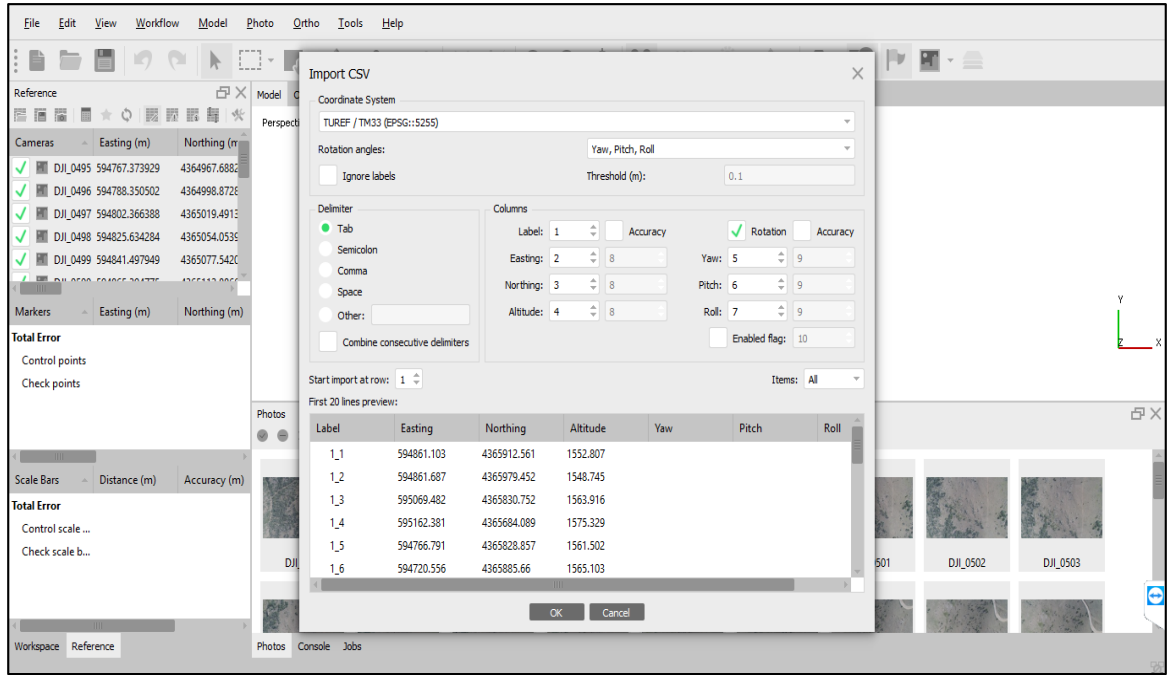 File Edit View Workflow Model Photo Ortho Tools Help
Reference
Cameras Easting (m) Northing (m
DJI_0495 594767.373929 4364967.6882
DJI_0496 594788.350502 4364998.8728
DJI_0497 594802.366388 4365019.4913
DJI_0498 594825.634284 4365054.0539
DJI_0499 594841.497949 4365077.5420
Markers Easting (m) Northing (m)
Total Error
Control points
Check points
Scale Bars Distance (m) Accuracy (m)
Total Error
Control scale ...
Check scale b...
Workspace Reference
Model
Perspecti
Import CSV
Coordinate System
TUREF / TM33 (EPSG::5255)
Rotation angles: Yaw, Pitch, Roll
Ignore labels Threshold (m): 0.1
Delimiter
Tab
Semicolon
Comma
Space
Other:
Combine consecutive delimiters
Columns
Label: 1 Accuracy Rotation Accuracy
Easting: 2 8 Yaw: 5 9
Northing: 3 8 Pitch: 6 9
Altitude: 4 8 Roll: 7 9
Enabled flag: 10
Start import at row: 1 Items: All
First 20 lines preview:
Label Easting Northing Altitude Yaw Pitch Roll
1_1 594861.103 4365912.561 1552.807
1_2 594861.687 4365979.452 1548.745
1_3 595069.482 4365830.752 1563.916
1_4 595162.381 4365684.089 1575.329
1_5 594766.791 4365828.857 1561.502
1_6 594720.556 4365885.66 1565.103
OK Cancel
Y
Z X
Photos
DJI_ 501 DJI_0502 DJI_0503
Photos Console Jobs